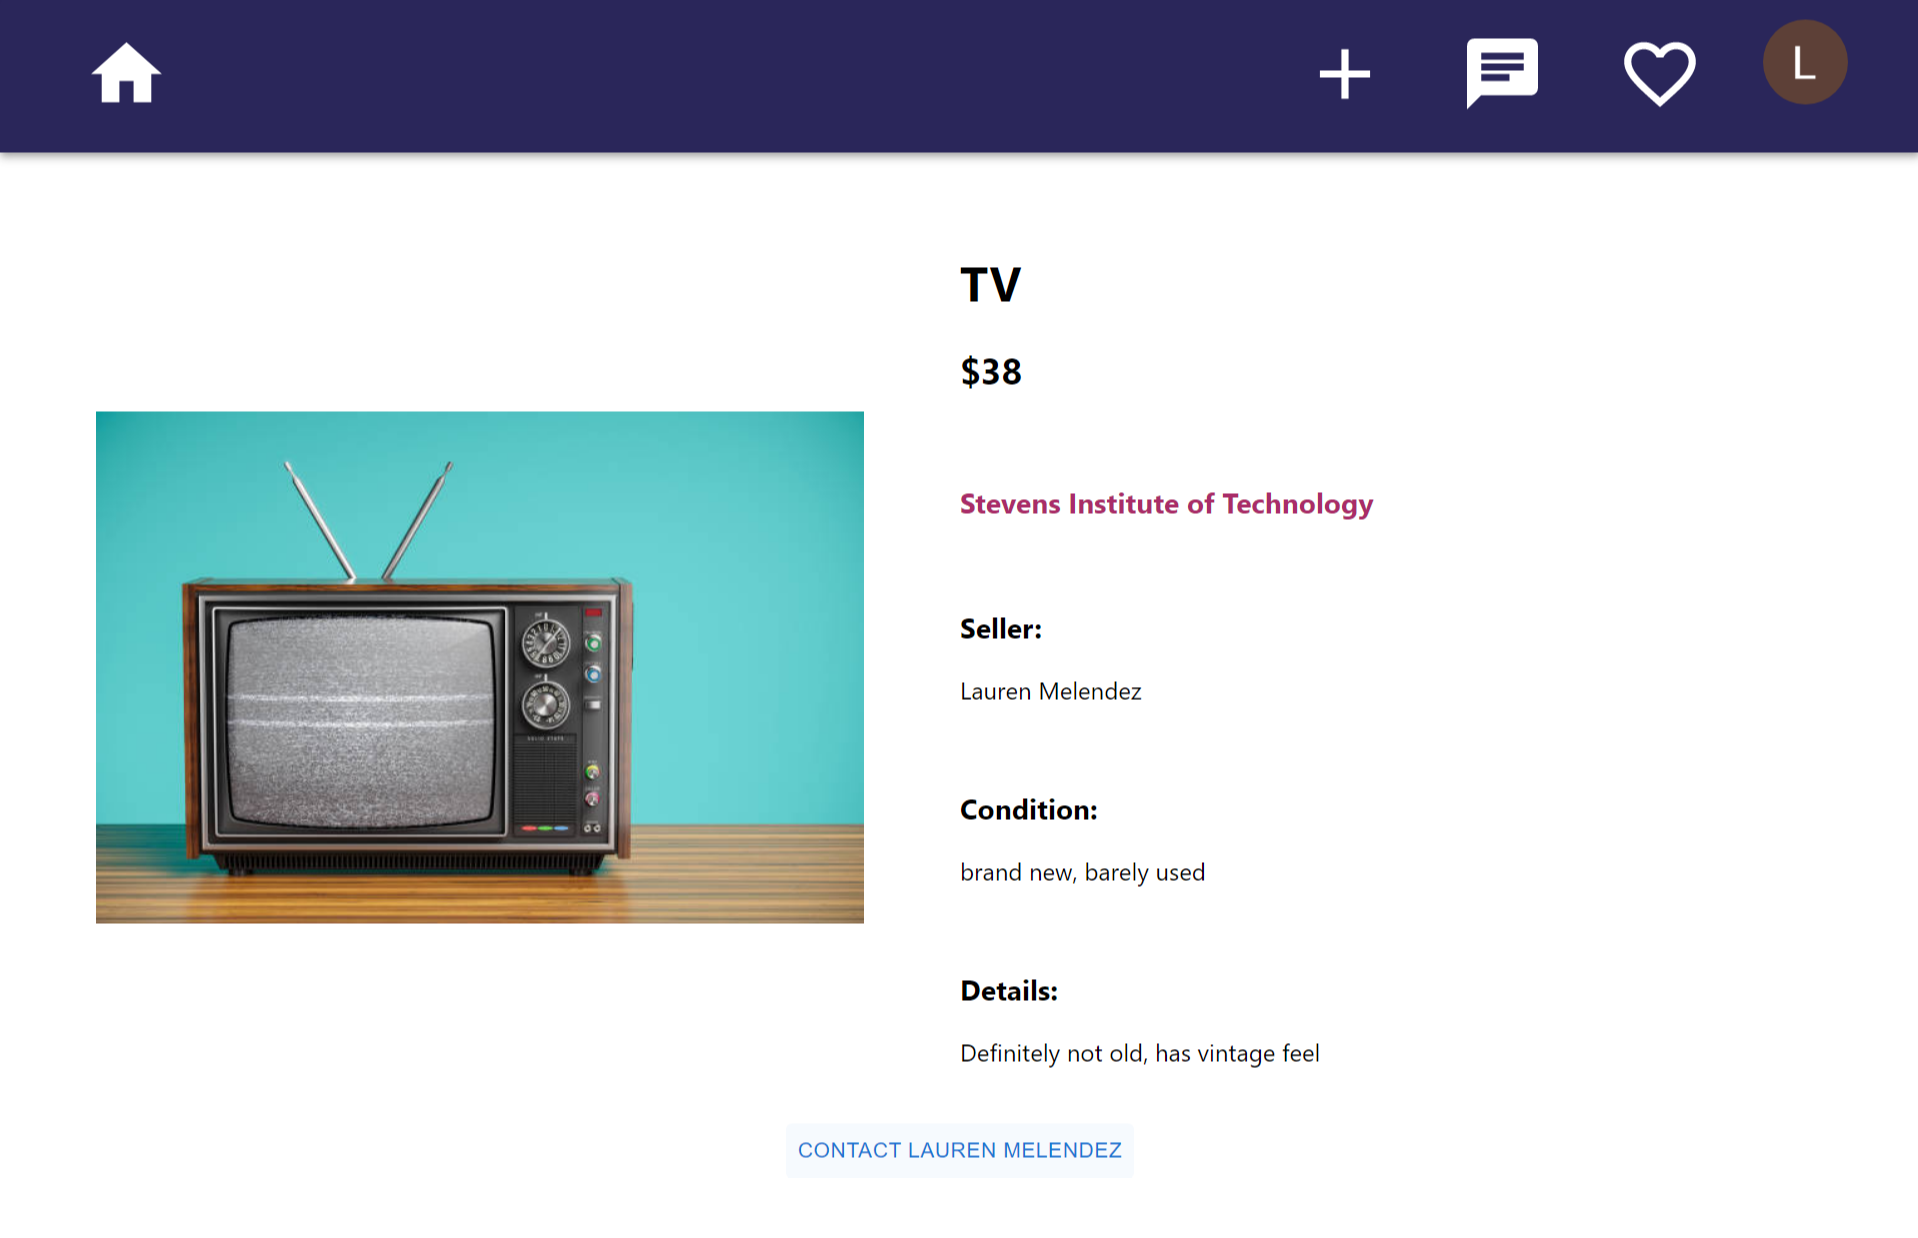 L
TV
$38
Stevens Institute of Technology
Seller:
Lauren Melendez
Condition:
brand new, barely used
Details:
Definitely not old, has vintage feel
CONTACT LAUREN MELENDEZ